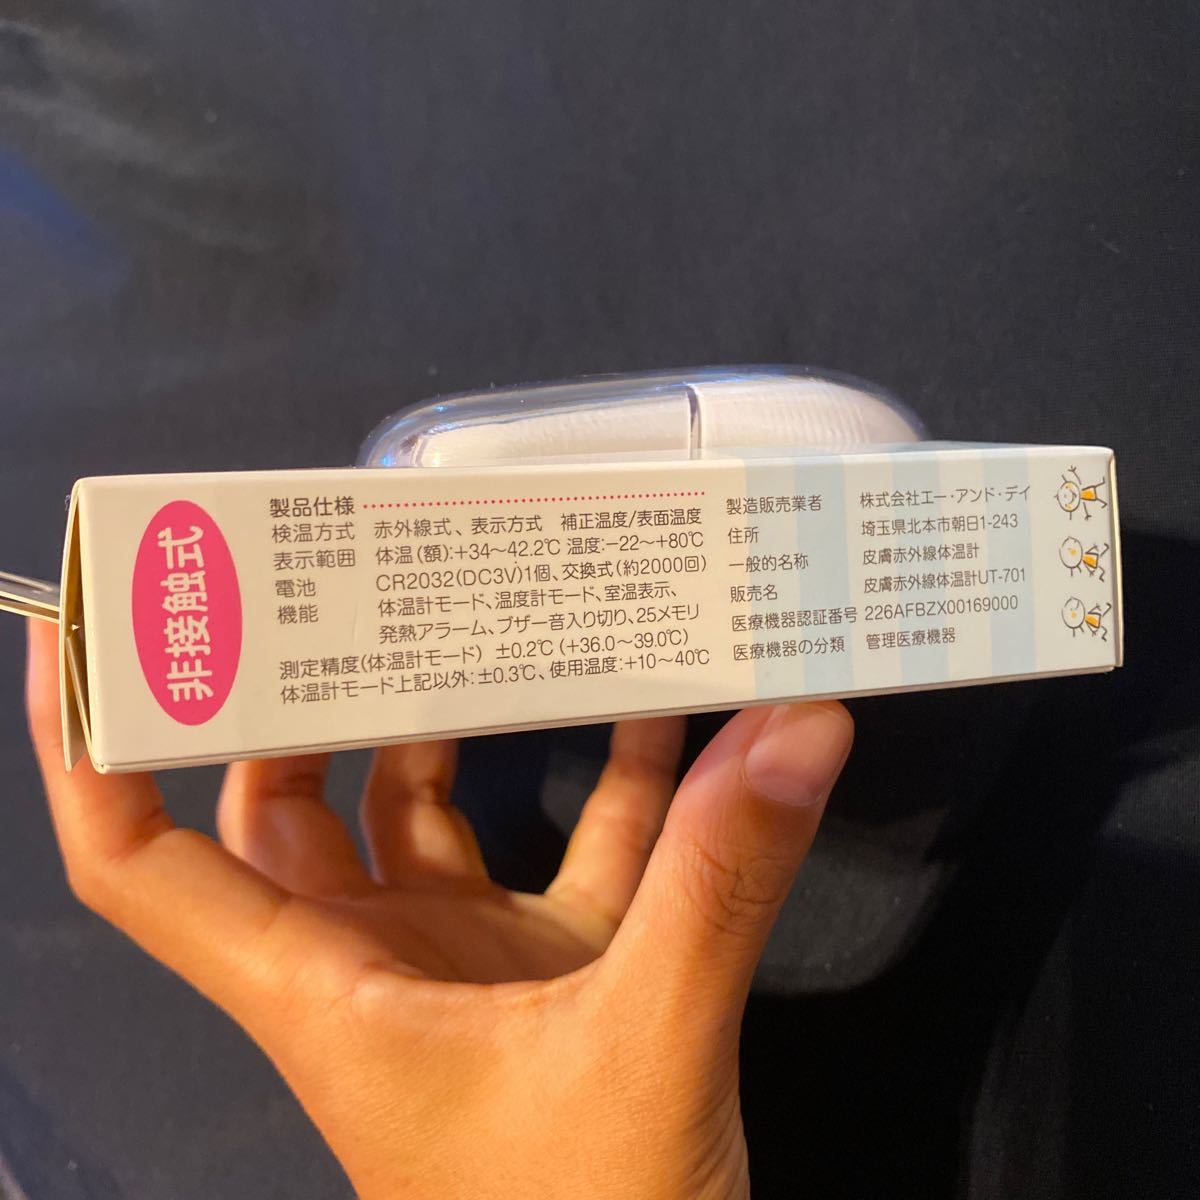 非接触式
製品仕様
検温方式 赤外線式、表示方式 補正温度/表面温度
表示範囲 体温(額):+34〜42.2℃ 温度:−22〜+80℃
電池 CR2032(DC3V)1個、交換式(約2000回)
機能 体温計モード、温度計モード、室温表示、
発熱アラーム、ブザー音入り切り、25メモリ
測定精度(体温計モード) ±0.2℃(+36.0〜39.0℃)
体温計モード上記以外:±0.3℃、使用温度:+10〜40℃
製造販売業者 株式会社エー・アンド・デイ
住所 埼玉県北本市朝日1-243
一般的名称 皮膚赤外線体温計
販売名 皮膚赤外線体温計UT-701
医療機器認証番号 226AFBZX00169000
医療機器の分類 管理医療機器